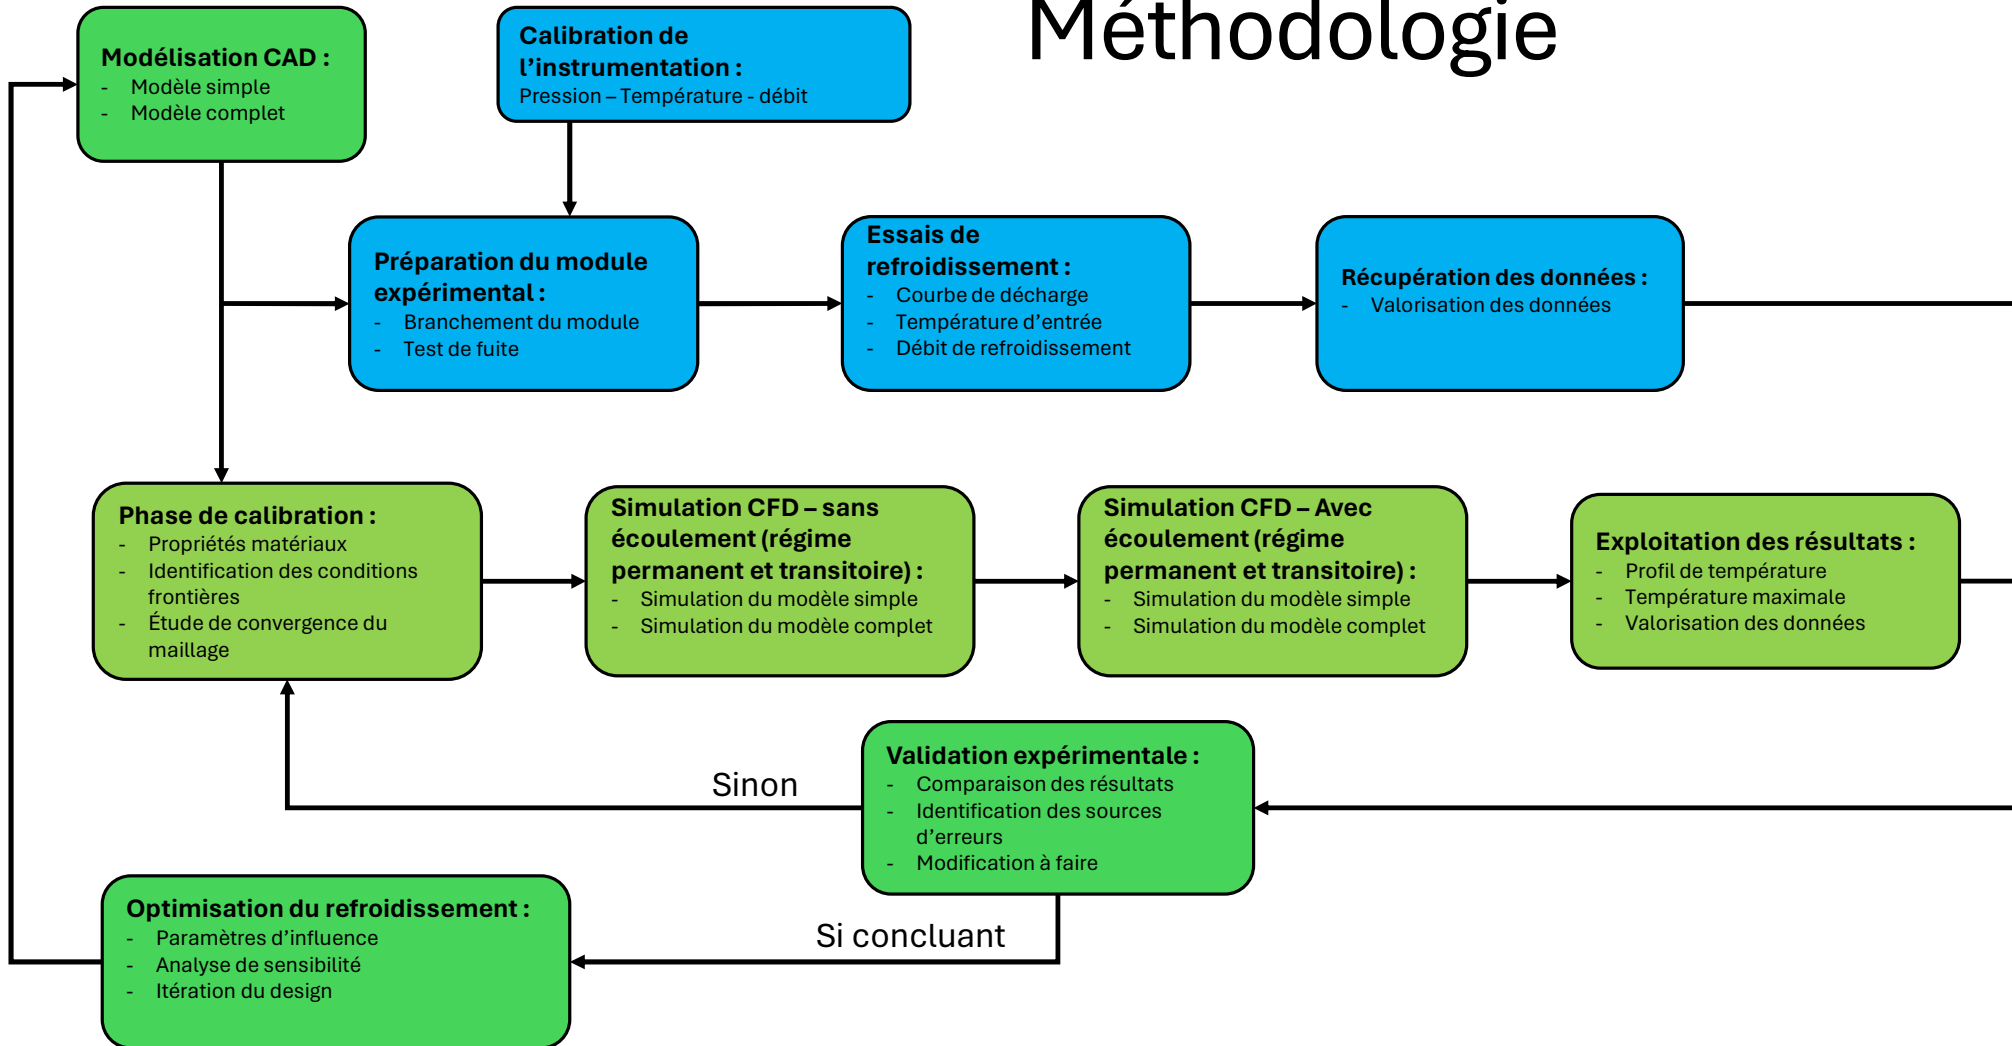 Méthodologie
Modélisation CAD :
- Modèle simple
- Modèle complet
Calibration de
l’instrumentation :
Pression – Température - débit
Préparation du module
expérimental :
- Branchement du module
- Test de fuite
Essais de
refroidissement :
- Courbe de décharge
- Température d’entrée
- Débit de refroidissement
Récupération des données :
- Valorisation des données
Phase de calibration :
- Propriétés matériaux
- Identification des conditions
frontières
- Étude de convergence du
maillage
Simulation CFD – sans
écoulement (régime
permanent et transitoire) :
- Simulation du modèle simple
- Simulation du modèle complet
Simulation CFD – Avec
écoulement (régime
permanent et transitoire) :
- Simulation du modèle simple
- Simulation du modèle complet
Exploitation des résultats :
- Profil de température
- Température maximale
- Valorisation des données
Validation expérimentale :
- Comparaison des résultats
- Identification des sources
d’erreurs
- Modification à faire
Sinon
Si concluant
Optimisation du refroidissement :
- Paramètres d’influence
- Analyse de sensibilité
- Itération du design